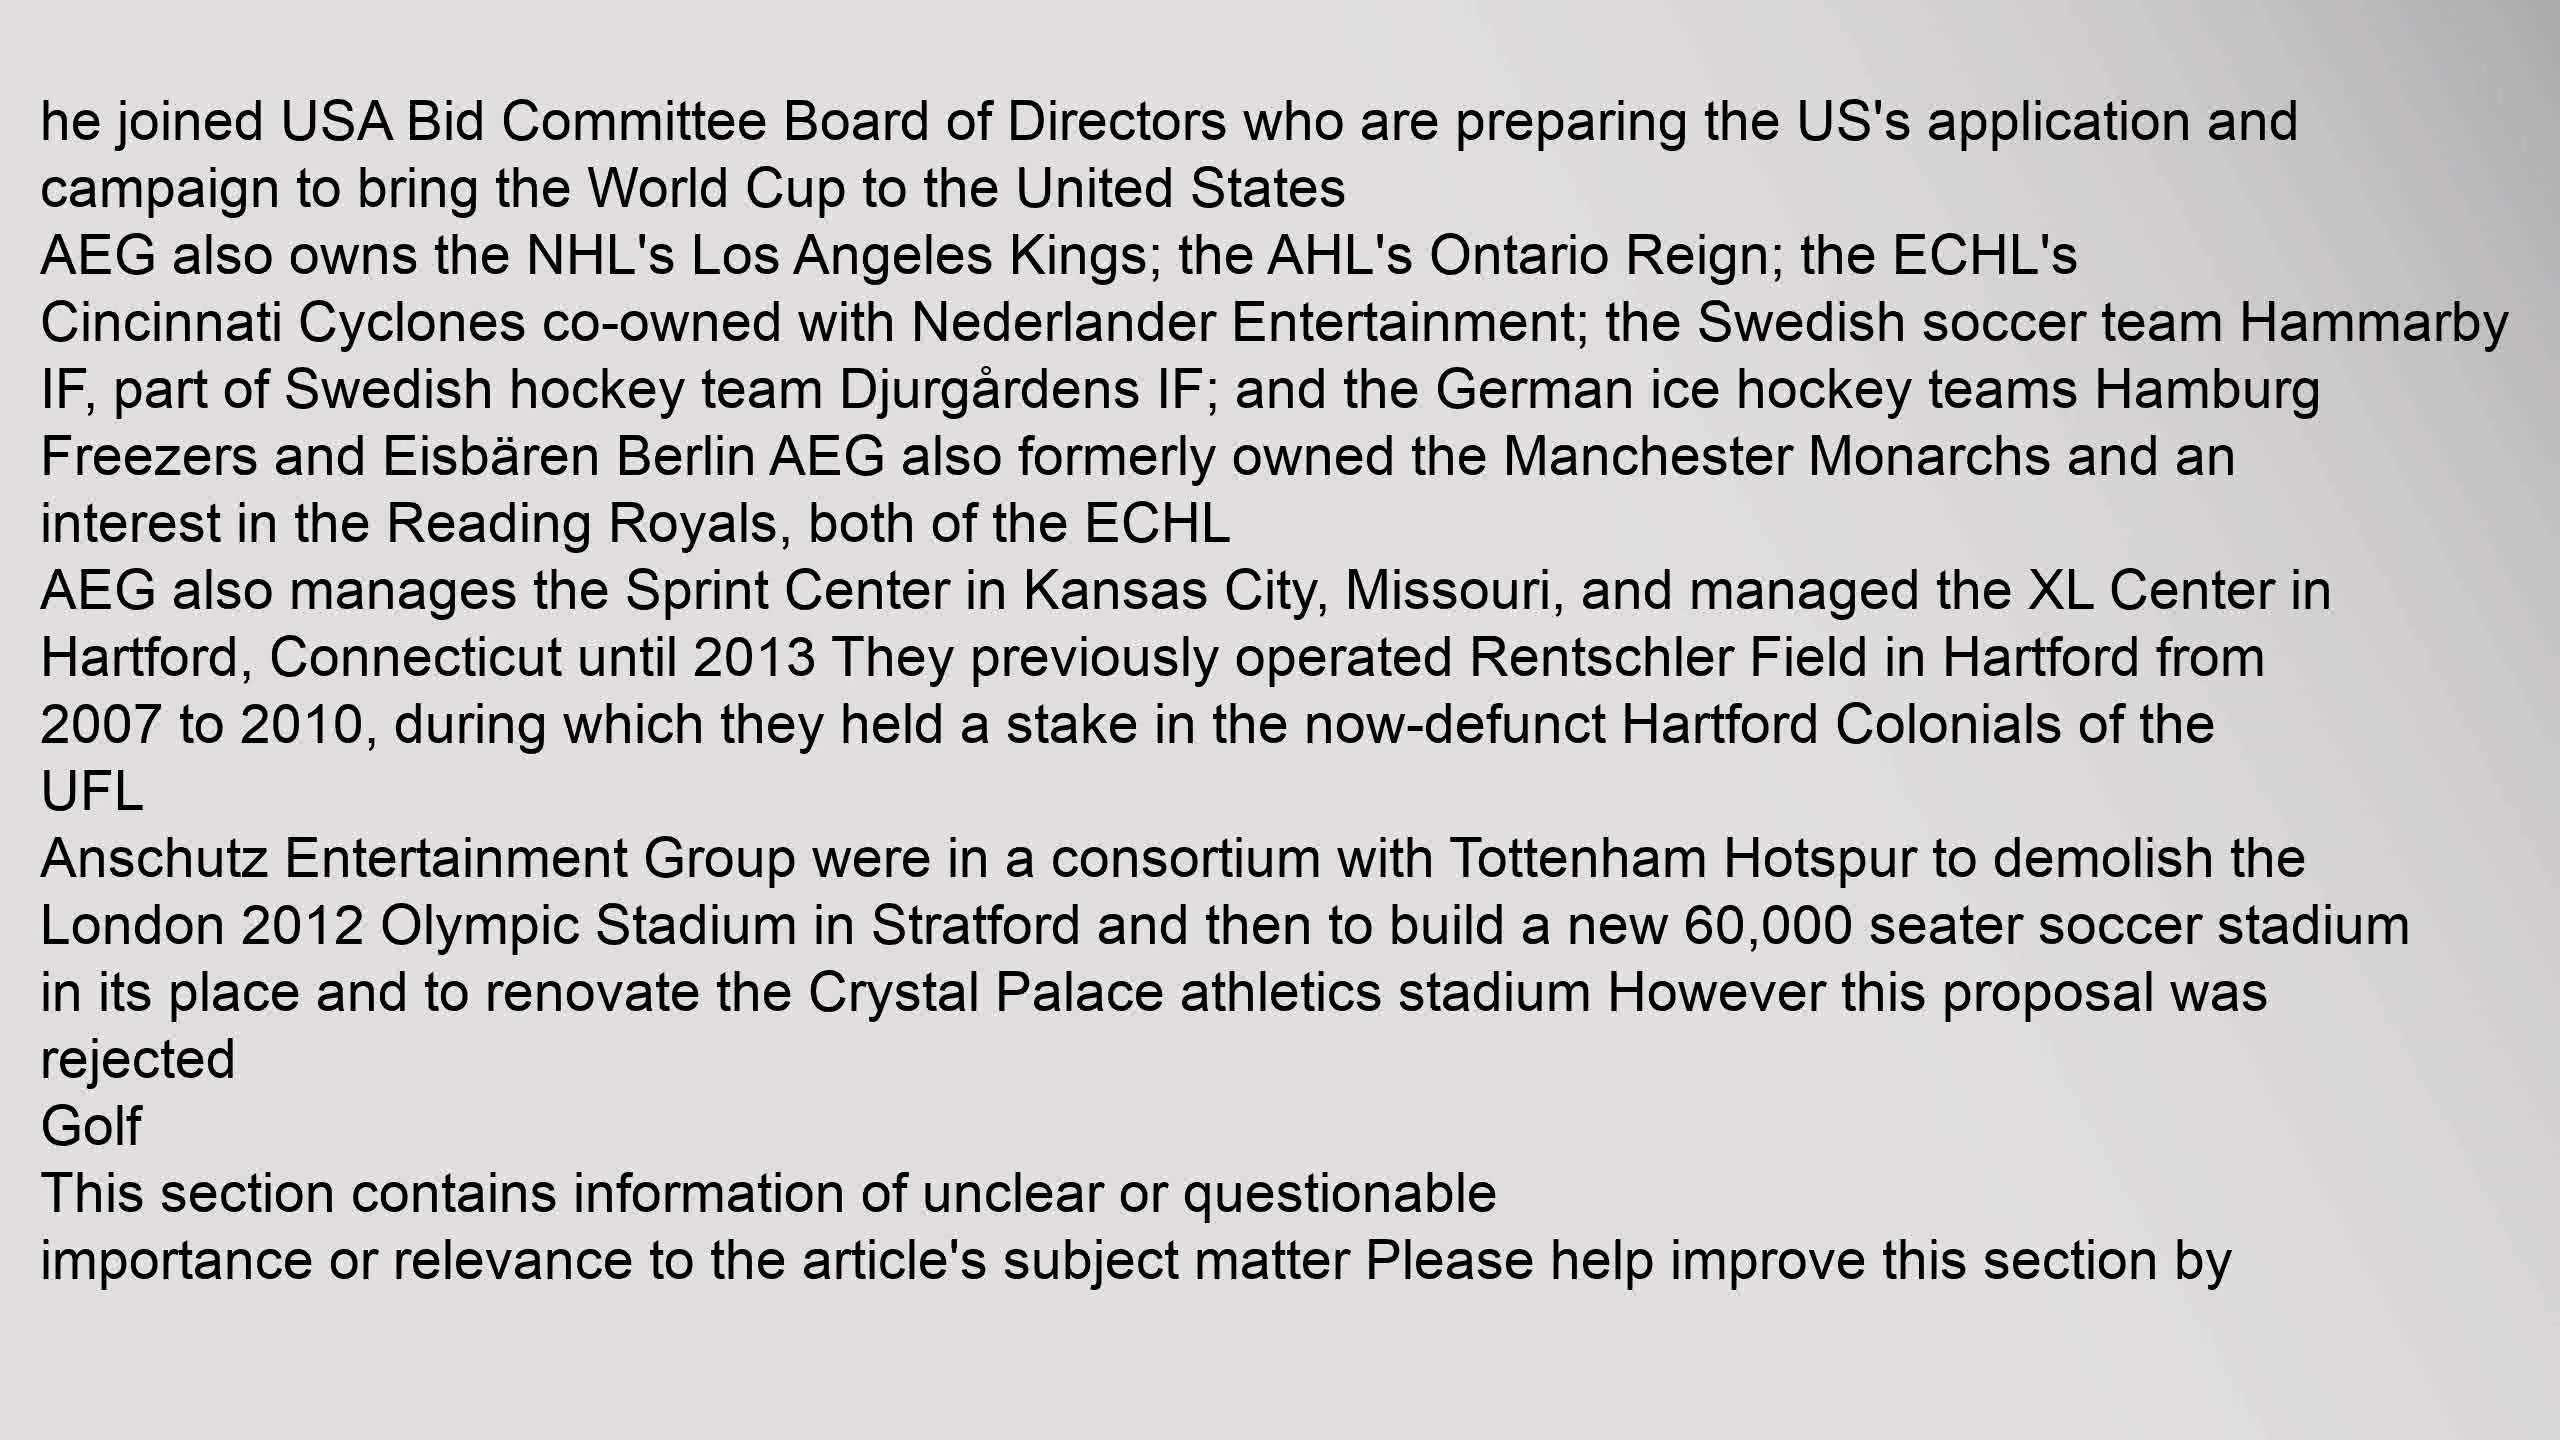 he joined USA Bid Committee Board of Directors who are preparing the US's application and
campaign to bring the World Cup to the United States
AEG also owns the NHL's Los Angeles Kings; the AHL's Ontario Reign; the ECHL's
Cincinnati Cyclones co-owned with Nederlander Entertainment; the Swedish soccer team Hammarby
IF, part of Swedish hockey team Djurgårdens IF; and the German ice hockey teams Hamburg
Freezers and Eisbären Berlin AEG also formerly owned the Manchester Monarchs and an
interest in the Reading Royals, both of the ECHL
AEG also manages the Sprint Center in Kansas City, Missouri, and managed the XL Center in
Hartford, Connecticut until 2013 They previously operated Rentschler Field in Hartford from
2007 to 2010, during which they held a stake in the now-defunct Hartford Colonials of the
UFL
Anschutz Entertainment Group were in a consortium with Tottenham Hotspur to demolish the
London 2012 Olympic Stadium in Stratford and then to build a new 60,000 seater soccer stadium
in its place and to renovate the Crystal Palace athletics stadium However this proposal was
rejected
Golf
This section contains information of unclear or questionable
importance or relevance to the article's subject matter Please help improve this section by